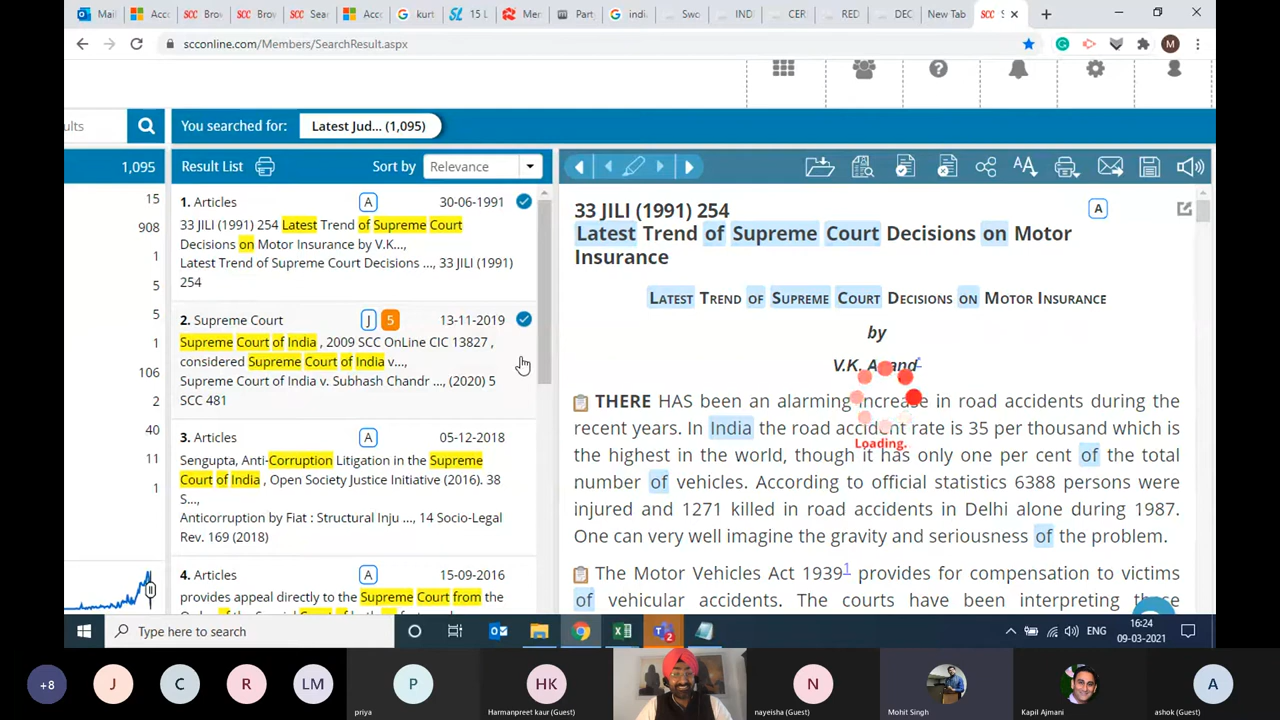 Mail
Acc
SCC Brow
SCC Brow
SCC Sear
Acc
kurt
15 L
Mer
Part
indi
Swc
IND
CER
RED
DEC
New Tab
SCC S
scconline.com/Members/SearchResult.aspx
M
ults
You searched for:
Latest Jud... (1,095)
1,095
Result List
Sort by
Relevance
15
908
1
5
5
1
106
2
40
11
1
1. Articles
A
30-06-1991
33 JILI (1991) 254 Latest Trend of Supreme Court
Decisions on Motor Insurance by V.K...,
Latest Trend of Supreme Court Decisions ..., 33 JILI (1991)
254
2. Supreme Court
J 5
13-11-2019
Supreme Court of India , 2009 SCC OnLine CIC 13827 ,
considered Supreme Court of India v...,
Supreme Court of India v. Subhash Chandr ..., (2020) 5
SCC 481
3. Articles
A
05-12-2018
Sengupta, Anti-Corruption Litigation in the Supreme
Court of India , Open Society Justice Initiative (2016). 38
S...,
Anticorruption by Fiat : Structural Inju ..., 14 Socio-Legal
Rev. 169 (2018)
4. Articles
A
15-09-2016
provides appeal directly to the Supreme Court from the
33 JILI (1991) 254
A
Latest Trend of Supreme Court Decisions on Motor
Insurance
LATEST TREND OF SUPREME COURT DECISIONS ON MOTOR INSURANCE
by
V.K. Anand*
THERE HAS been an alarming increase in road accidents during the
recent years. In India the road accident rate is 35 per thousand which is
Loading.
the highest in the world, though it has only one per cent of the total
number of vehicles. According to official statistics 6388 persons were
injured and 1271 killed in road accidents in Delhi alone during 1987.
One can very well imagine the gravity and seriousness of the problem.
The Motor Vehicles Act 1939¹ provides for compensation to victims
of vehicular accidents. The courts have been interpreting these
Type here to search
2
ENG
16:24
09-03-2021
+8
J
C
R
LM
P
priya
HK
Harmanpreet kaur (Guest)
N
nayeisha (Guest)
Mohit Singh
Kapil Ajmani
A
ashok (Guest)